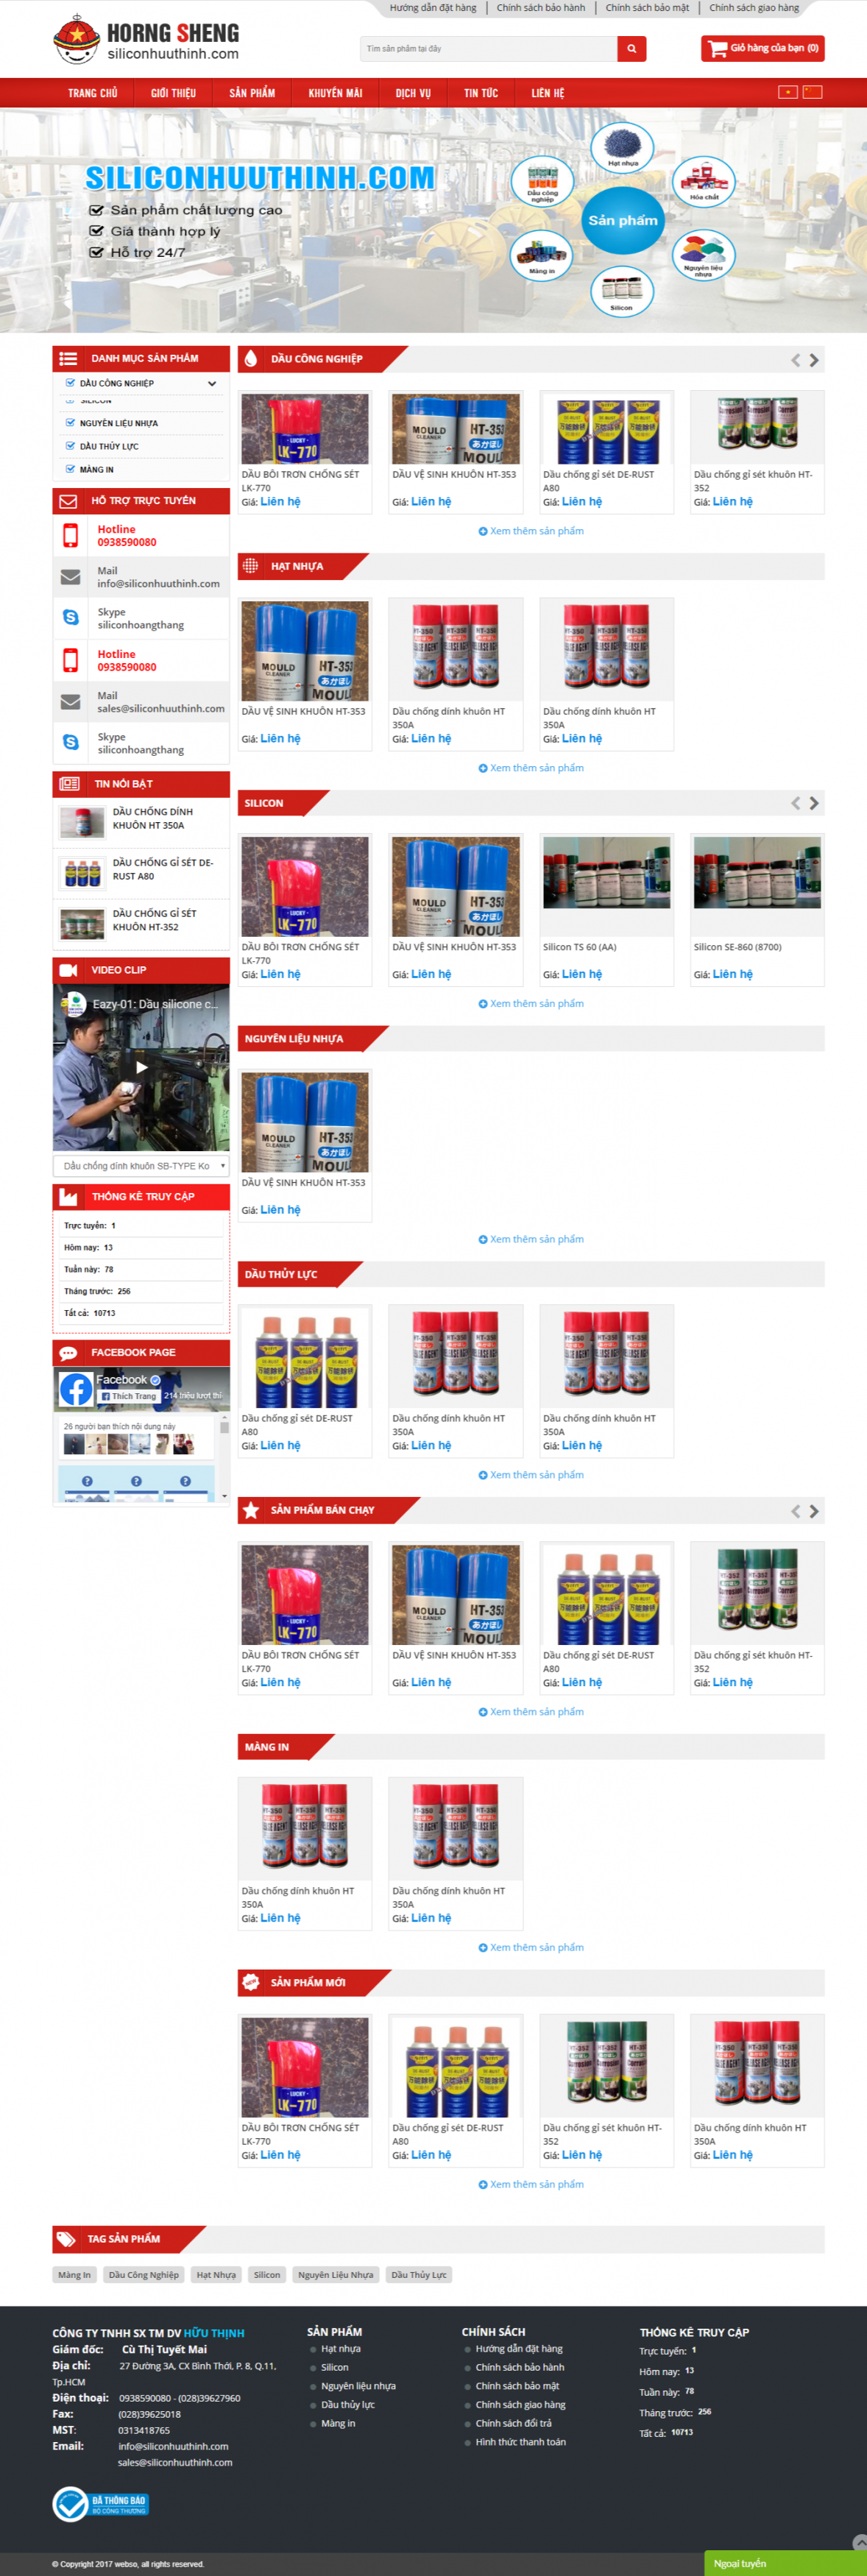 Hướng dẫn đặt hàng | Chính sách bảo hành | Chính sách bảo mật | Chính sách giao hàng
HORNG SHENG
siliconhuuthinh.com
Tìm sản phẩm tại đây
Giỏ hàng của bạn (0)
TRANG CHỦ
GIỚI THIỆU
SẢN PHẨM
KHUYẾN MÃI
DỊCH VỤ
TIN TỨC
LIÊN HỆ
SILICONHUUTHINH.COM
Sản phẩm chất lượng cao
Giá thành hợp lý
Hỗ trợ 24/7
Hạt nhựa
Dầu công nghiệp
Hóa chất
Sản phẩm
Màng in
Nguyên liệu nhựa
Silicon
DANH MỤC SẢN PHẨM
DẦU CÔNG NGHIỆP
SILICON
NGUYÊN LIỆU NHỰA
DẦU THỦY LỰC
MÀNG IN
HỖ TRỢ TRỰC TUYẾN
Hotline
0938590080
Mail
info@siliconhuuthinh.com
Skype
siliconhoangthang
Hotline
0938590080
Mail
sales@siliconhuuthinh.com
Skype
siliconhoangthang
TIN NỔI BẬT
DẦU CHỐNG DÍNH
KHUÔN HT 350A
DẦU CHỐNG GỈ SÉT DE-
RUST A80
DẦU CHỐNG GỈ SÉT
KHUÔN HT-352
VIDEO CLIP
Eazy-01: Dầu silicone c...
Dầu chống dính khuôn SB-TYPE Ko
THỐNG KÊ TRUY CẬP
Trực tuyến: 1
Hôm nay: 13
Tuần này: 78
Tháng trước: 256
Tất cả: 10713
FACEBOOK PAGE
Facebook
Thích Trang
214 triệu lượt thí
26 người bạn thích nội dung này
DẦU CÔNG NGHIỆP
DẦU BÔI TRƠN CHỐNG SÉT
LK-770
Giá: Liên hệ
DẦU VỆ SINH KHUÔN HT-353
Giá: Liên hệ
Dầu chống gỉ sét DE-RUST
A80
Giá: Liên hệ
Dầu chống gỉ sét khuôn HT-
352
Giá: Liên hệ
Xem thêm sản phẩm
HẠT NHỰA
DẦU VỆ SINH KHUÔN HT-353
Giá: Liên hệ
Dầu chống dính khuôn HT
350A
Giá: Liên hệ
Dầu chống dính khuôn HT
350A
Giá: Liên hệ
Xem thêm sản phẩm
SILICON
DẦU BÔI TRƠN CHỐNG SÉT
LK-770
Giá: Liên hệ
DẦU VỆ SINH KHUÔN HT-353
Giá: Liên hệ
Silicon TS 60 (AA)
Giá: Liên hệ
Silicon SE-860 (8700)
Giá: Liên hệ
Xem thêm sản phẩm
NGUYÊN LIỆU NHỰA
DẦU VỆ SINH KHUÔN HT-353
Giá: Liên hệ
Xem thêm sản phẩm
DẦU THỦY LỰC
Dầu chống gỉ sét DE-RUST
A80
Giá: Liên hệ
Dầu chống dính khuôn HT
350A
Giá: Liên hệ
Dầu chống dính khuôn HT
350A
Giá: Liên hệ
Xem thêm sản phẩm
SẢN PHẨM BÁN CHẠY
DẦU BÔI TRƠN CHỐNG SÉT
LK-770
Giá: Liên hệ
DẦU VỆ SINH KHUÔN HT-353
Giá: Liên hệ
Dầu chống gỉ sét DE-RUST
A80
Giá: Liên hệ
Dầu chống gỉ sét khuôn HT-
352
Giá: Liên hệ
Xem thêm sản phẩm
MÀNG IN
Dầu chống dính khuôn HT
350A
Giá: Liên hệ
Dầu chống dính khuôn HT
350A
Giá: Liên hệ
Xem thêm sản phẩm
SẢN PHẨM MỚI
DẦU BÔI TRƠN CHỐNG SÉT
LK-770
Giá: Liên hệ
Dầu chống gỉ sét DE-RUST
A80
Giá: Liên hệ
Dầu chống gỉ sét khuôn HT-
352
Giá: Liên hệ
Dầu chống dính khuôn HT
350A
Giá: Liên hệ
Xem thêm sản phẩm
TAG SẢN PHẨM
Màng In
Dầu Công Nghiệp
Hạt Nhựa
Silicon
Nguyên Liệu Nhựa
Dầu Thủy Lực
CÔNG TY TNHH SX TM DV HỮU THỊNH
Giám đốc: Cù Thị Tuyết Mai
Địa chỉ: 27 Đường 3A, CX Bình Thới, P. 8, Q.11,
Tp.HCM
Điện thoại: 0938590080 - (028)39627960
Fax: (028)39625018
MST: 0313418765
Email: info@siliconhuuthinh.com
sales@siliconhuuthinh.com
ĐÃ THÔNG BÁO
BỘ CÔNG THƯƠNG
SẢN PHẨM
Hạt nhựa
Silicon
Nguyên liệu nhựa
Dầu thủy lực
Màng in
CHÍNH SÁCH
Hướng dẫn đặt hàng
Chính sách bảo hành
Chính sách bảo mật
Chính sách giao hàng
Chính sách đổi trả
Hình thức thanh toán
THỐNG KÊ TRUY CẬP
Trực tuyến: 1
Hôm nay: 13
Tuần này: 78
Tháng trước: 256
Tất cả: 10713
© Copyright 2017 webso, all rights reserved.
Ngoại tuyến